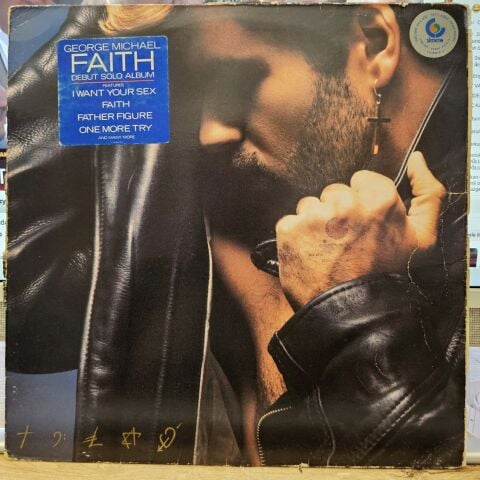 GEORGE MICHAEL
FAITH
DEBUT SOLO ALBUM
FEATURES
I WANT YOUR SEX
FAITH
FATHER FIGURE
ONE MORE TRY
AND MANY MORE